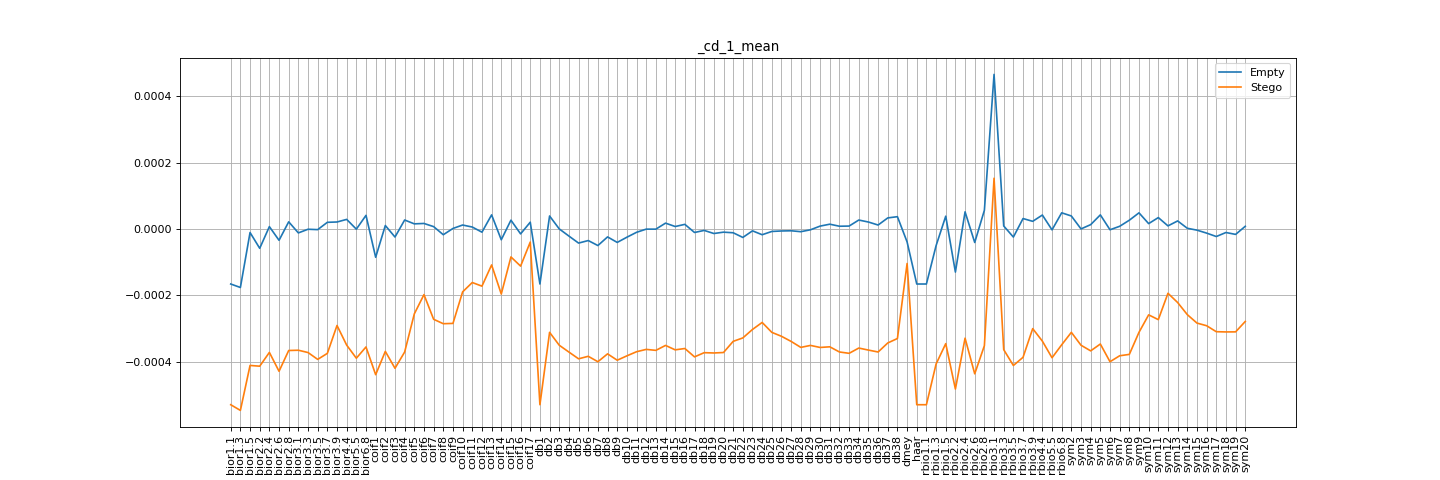 _cd_1_mean
Empty
Stego
0.0004
0.0002
0.0000
−0.0002
−0.0004
bior1.1
bior1.3
bior1.5
bior2.2
bior2.4
bior2.6
bior2.8
bior3.1
bior3.3
bior3.5
bior3.7
bior3.9
bior4.4
bior5.5
bior6.8
coif1
coif2
coif3
coif4
coif5
coif6
coif7
coif8
coif9
coif10
coif11
coif12
coif13
coif14
coif15
coif16
coif17
db1
db2
db3
db4
db5
db6
db7
db8
db9
db10
db11
db12
db13
db14
db15
db16
db17
db18
db19
db20
db21
db22
db23
db24
db25
db26
db27
db28
db29
db30
db31
db32
db33
db34
db35
db36
db37
db38
dmey
haar
rbio1.1
rbio1.3
rbio1.5
rbio2.2
rbio2.4
rbio2.6
rbio2.8
rbio3.1
rbio3.3
rbio3.5
rbio3.7
rbio3.9
rbio4.4
rbio5.5
rbio6.8
sym2
sym3
sym4
sym5
sym6
sym7
sym8
sym9
sym10
sym11
sym12
sym13
sym14
sym15
sym16
sym17
sym18
sym19
sym20